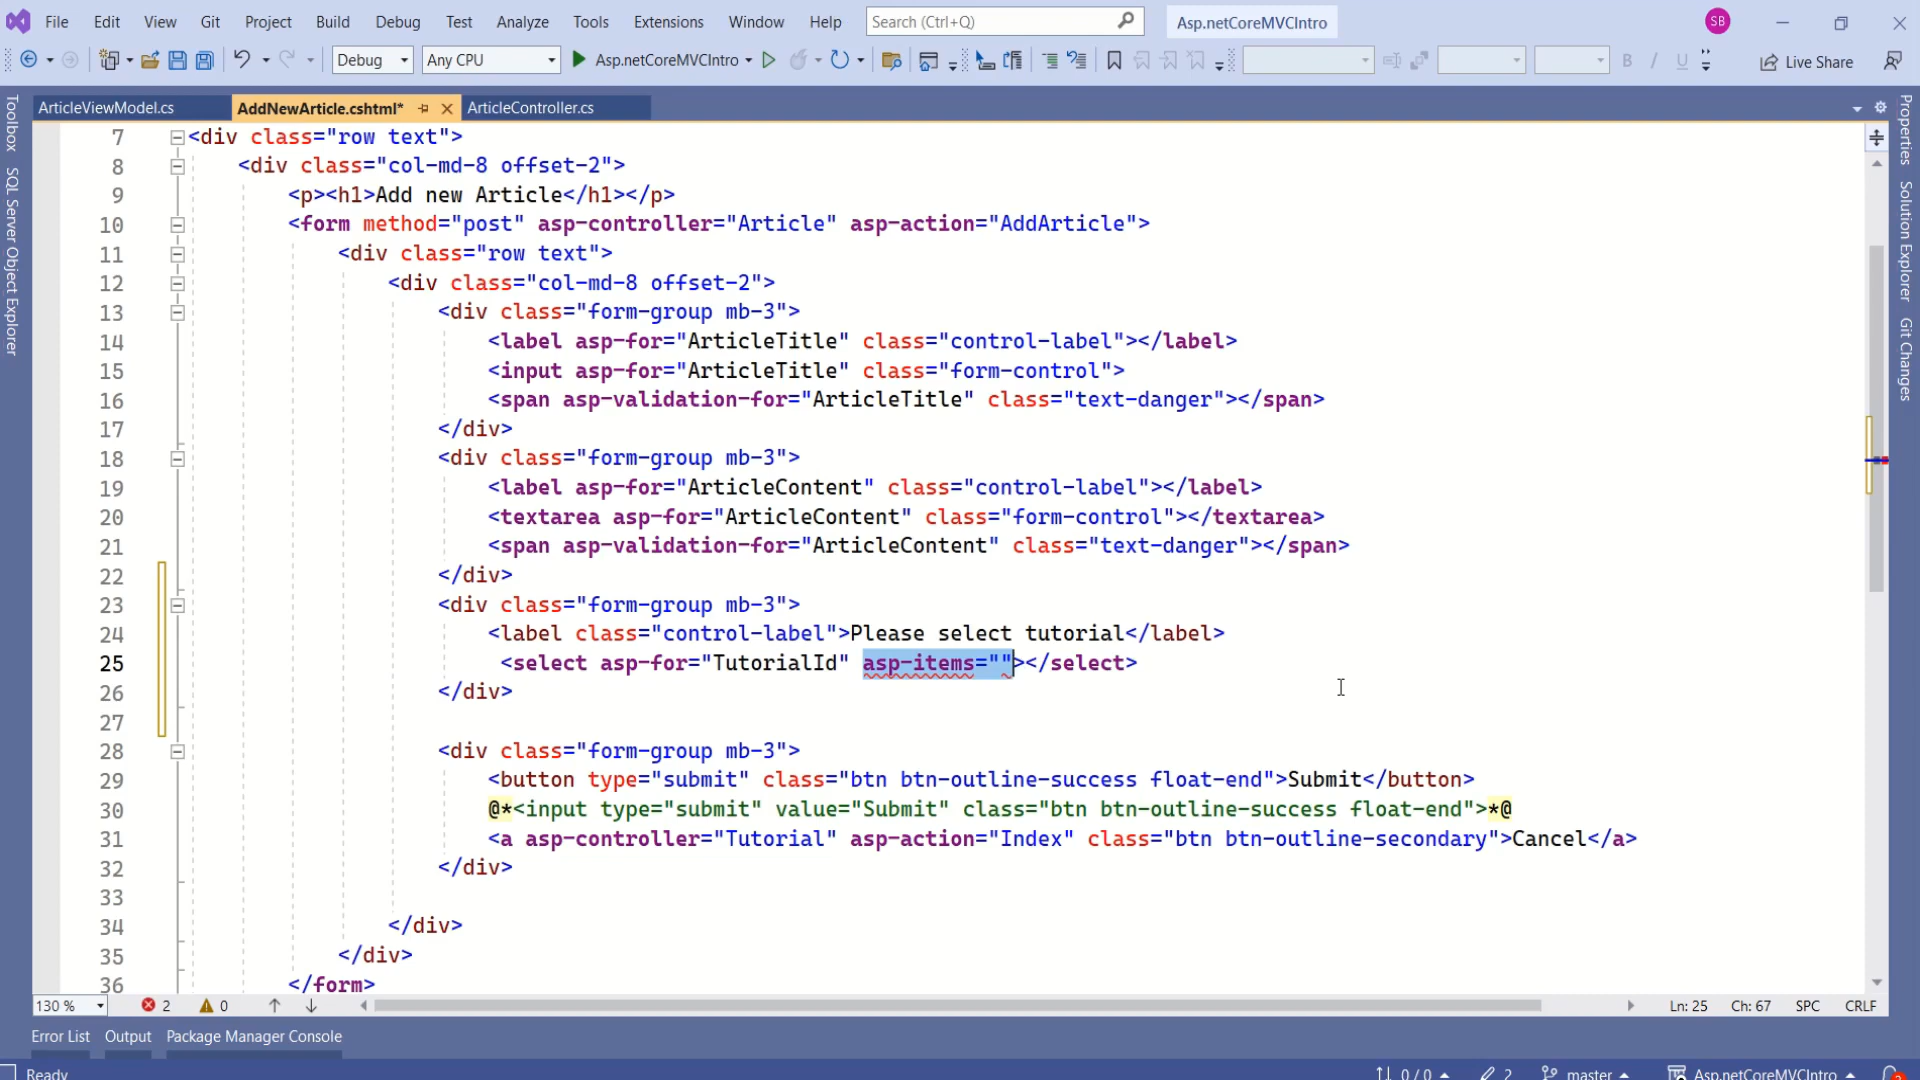 File Edit View Git Project Build Debug Test Analyze Tools Extensions Window Help Search (Ctrl+Q) Asp.netCoreMVCIntro SB
Debug Any CPU Asp.netCoreMVCIntro Live Share
ArticleViewModel.cs AddNewArticle.cshtml* ArticleController.cs
Toolbox
SQL Server Object Explorer
Properties
Solution Explorer
Git Changes
7 <div class="row text">
8 <div class="col-md-8 offset-2">
9 <p><h1>Add new Article</h1></p>
10 <form method="post" asp-controller="Article" asp-action="AddArticle">
11 <div class="row text">
12 <div class="col-md-8 offset-2">
13 <div class="form-group mb-3">
14 <label asp-for="ArticleTitle" class="control-label"></label>
15 <input asp-for="ArticleTitle" class="form-control">
16 <span asp-validation-for="ArticleTitle" class="text-danger"></span>
17 </div>
18 <div class="form-group mb-3">
19 <label asp-for="ArticleContent" class="control-label"></label>
20 <textarea asp-for="ArticleContent" class="form-control"></textarea>
21 <span asp-validation-for="ArticleContent" class="text-danger"></span>
22 </div>
23 <div class="form-group mb-3">
24 <label class="control-label">Please select tutorial</label>
25 <select asp-for="TutorialId" asp-items=""></select>
26 </div>
27
28 <div class="form-group mb-3">
29 <button type="submit" class="btn btn-outline-success float-end">Submit</button>
30 @*<input type="submit" value="Submit" class="btn btn-outline-success float-end">*@
31 <a asp-controller="Tutorial" asp-action="Index" class="btn btn-outline-secondary">Cancel</a>
32 </div>
33
34 </div>
35 </div>
36 </form>
130 % 2 0 Ln: 25 Ch: 67 SPC CRLF
Error List Output Package Manager Console
Ready 0 / 0 2 master Asp.netCoreMVCIntro